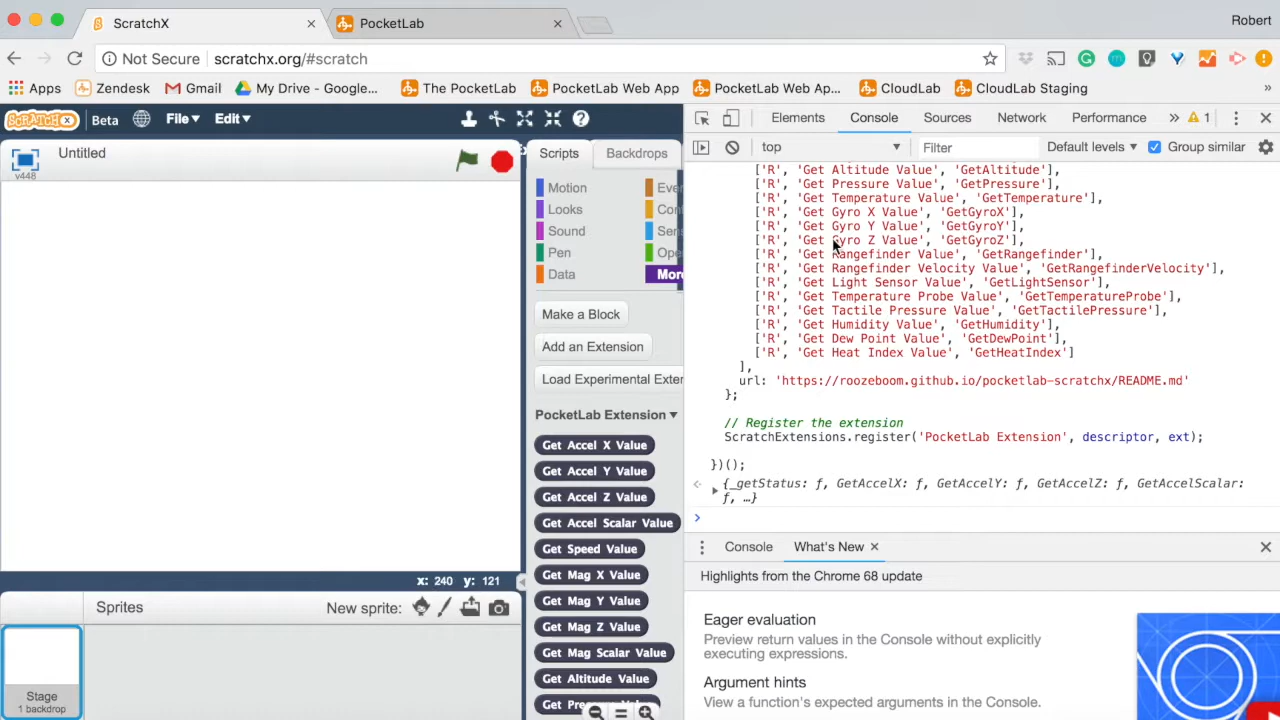 ScratchX
PocketLab
Robert
Not Secure scratchx.org/#scratch
Apps Zendesk Gmail My Drive - Google... The PocketLab PocketLab Web App PocketLab Web Ap... CloudLab CloudLab Staging »
SCRATCH X Beta File Edit
Untitled
v448
Scripts Backdrops
Motion Eve
Looks Con
Sound Sen
Pen Ope
Data More
Make a Block
Add an Extension
Load Experimental Exter
PocketLab Extension
Get Accel X Value
Get Accel Y Value
Get Accel Z Value
Get Accel Scalar Value
Get Speed Value
Get Mag X Value
Get Mag Y Value
Get Mag Z Value
Get Mag Scalar Value
Get Altitude Value
x: 240 y: 121
Sprites New sprite:
Stage
1 backdrop
Elements Console Sources Network Performance » 1
top Filter Default levels Group similar
['R', 'Get Altitude Value', 'GetAltitude'],
['R', 'Get Pressure Value', 'GetPressure'],
['R', 'Get Temperature Value', 'GetTemperature'],
['R', 'Get Gyro X Value', 'GetGyroX'],
['R', 'Get Gyro Y Value', 'GetGyroY'],
['R', 'Get Gyro Z Value', 'GetGyroZ'],
['R', 'Get Rangefinder Value', 'GetRangefinder'],
['R', 'Get Rangefinder Velocity Value', 'GetRangefinderVelocity'],
['R', 'Get Light Sensor Value', 'GetLightSensor'],
['R', 'Get Temperature Probe Value', 'GetTemperatureProbe'],
['R', 'Get Tactile Pressure Value', 'GetTactilePressure'],
['R', 'Get Humidity Value', 'GetHumidity'],
['R', 'Get Dew Point Value', 'GetDewPoint'],
['R', 'Get Heat Index Value', 'GetHeatIndex']
],
url: 'https://roozeboom.github.io/pocketlab-scratchx/README.md'
};
// Register the extension
ScratchExtensions.register('PocketLab Extension', descriptor, ext);
})();
{_getStatus: ƒ, GetAccelX: ƒ, GetAccelY: ƒ, GetAccelZ: ƒ, GetAccelScalar:
ƒ, …}
Console What's New
Highlights from the Chrome 68 update
Eager evaluation
Preview return values in the Console without explicitly
executing expressions.
Argument hints
View a function's expected arguments in the Console.